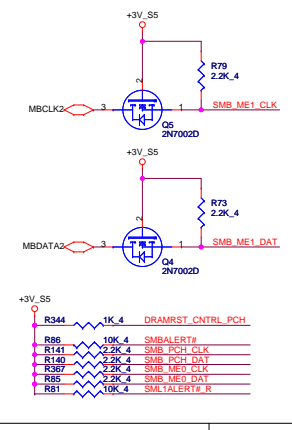 +3V_S5
R79
2.2K_4
2
MBCLK2 3 1 SMB_ME1_CLK
Q5
2N7002D
+3V_S5
R73
2.2K_4
2
MBDATA2 3 1 SMB_ME1_DAT
Q4
2N7002D
+3V_S5
R344 1K_4 DRAMRST_CNTRL_PCH
R86 10K_4 SMBALERT#
R141 2.2K_4 SMB_PCH_CLK
R140 2.2K_4 SMB_PCH_DAT
R367 2.2K_4 SMB_ME0_CLK
R85 2.2K_4 SMB_ME0_DAT
R81 10K_4 SML1ALERT#_R